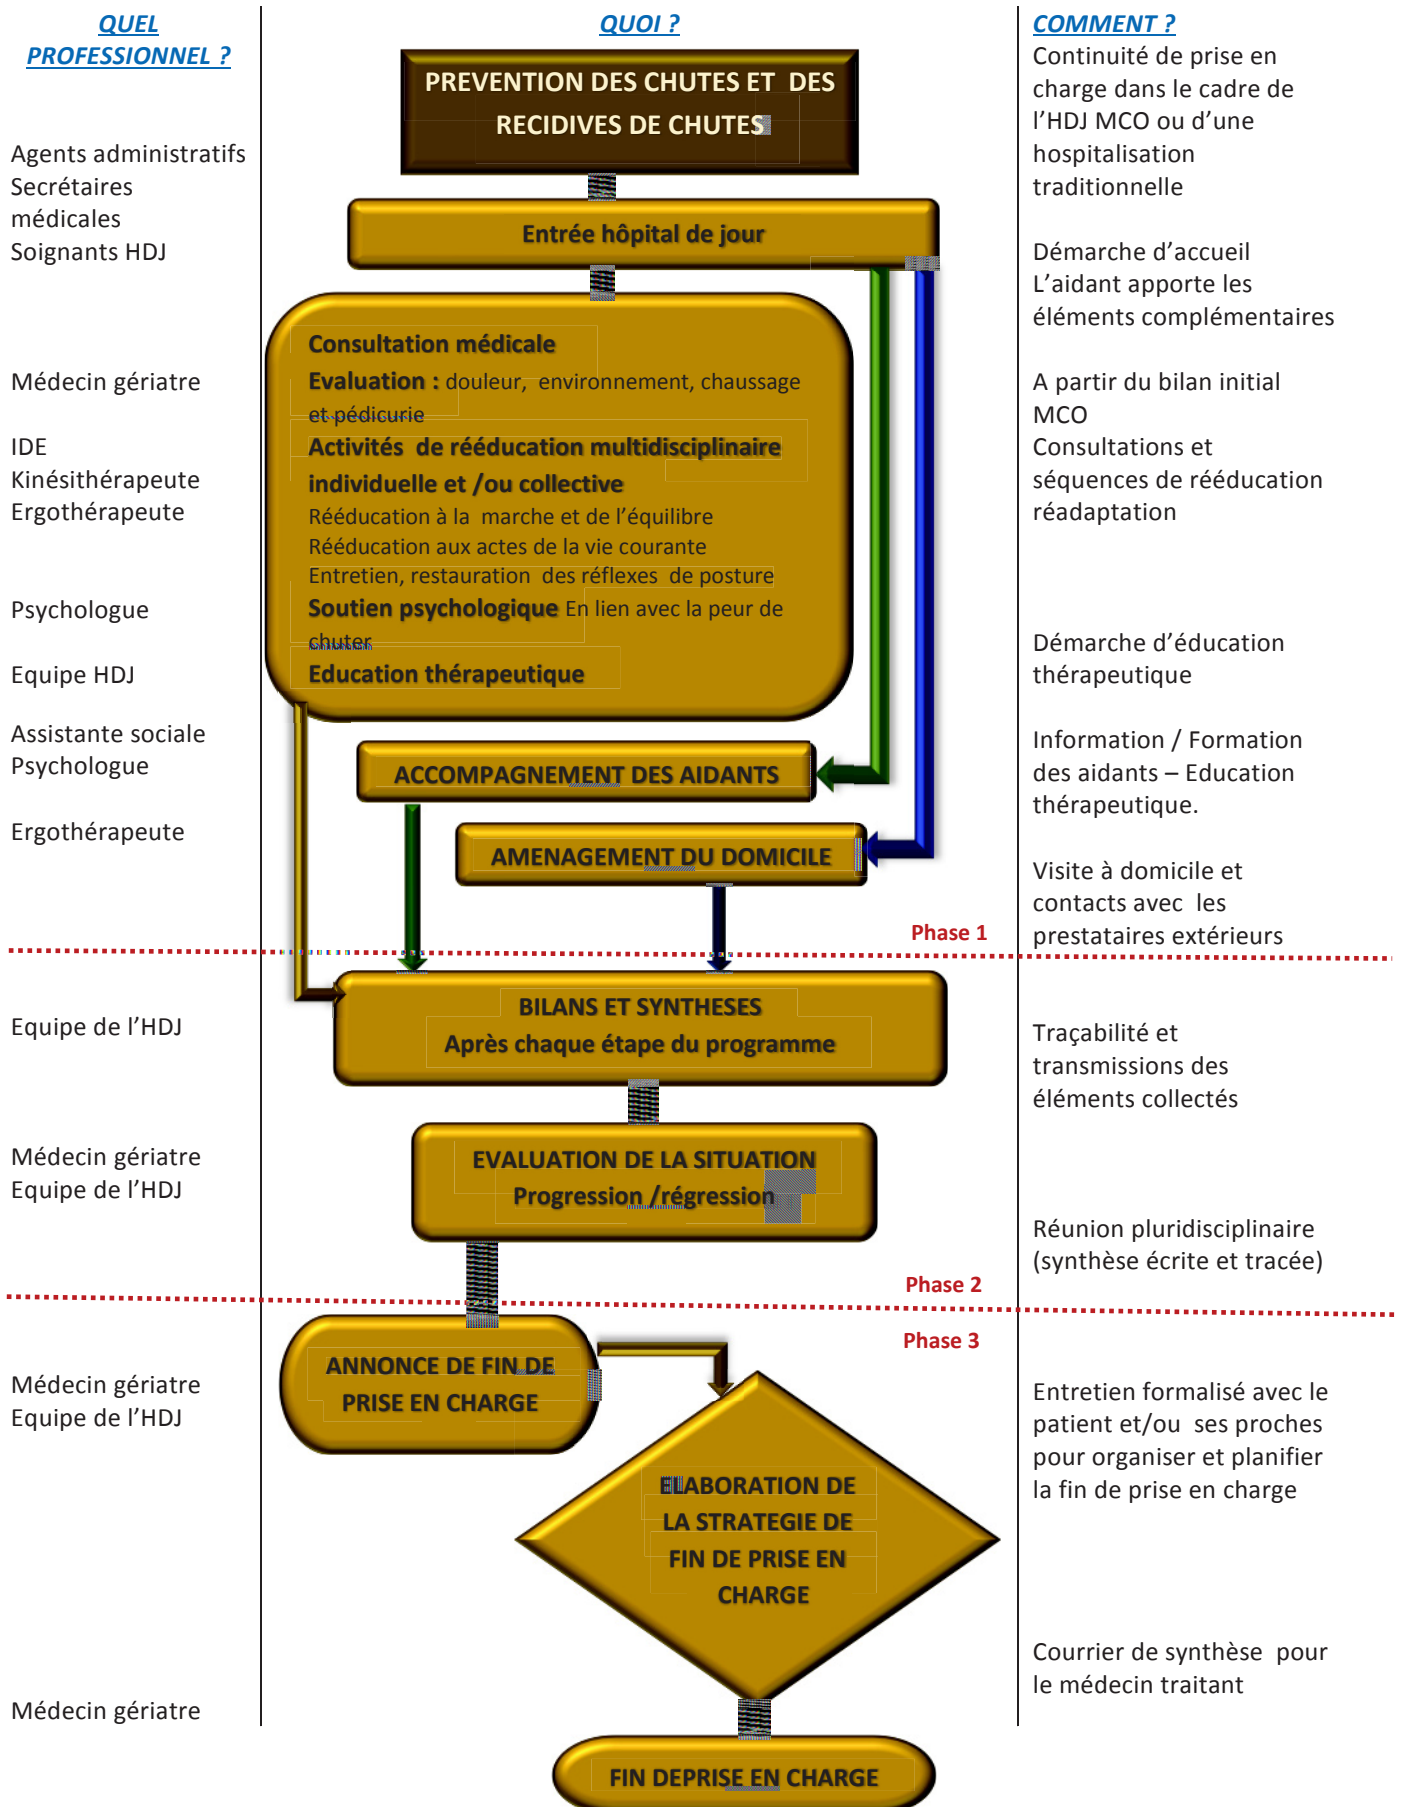 QUEL
PROFESSIONNEL ?
Agents administratifs
Secrétaires
médicales
Soignants HDJ
Médecin gériatre
IDE
Kinésithérapeute
Ergothérapeute
Psychologue
Equipe HDJ
Assistante sociale
Psychologue
Ergothérapeute
Equipe de l’HDJ
Médecin gériatre
Equipe de l’HDJ
Médecin gériatre
Equipe de l’HDJ
Médecin gériatre
QUOI ?
PREVENTION DES CHUTES ET DES
RECIDIVES DE CHUTES
Entrée hôpital de jour
Consultation médicale
Evaluation : douleur, environnement, chaussage
et pédicurie
Activités de rééducation multidisciplinaire
individuelle et /ou collective
Rééducation à la marche et de l’équilibre
Rééducation aux actes de la vie courante
Entretien, restauration des réflexes de posture
Soutien psychologique En lien avec la peur de
chuter
Education thérapeutique
ACCOMPAGNEMENT DES AIDANTS
AMENAGEMENT DU DOMICILE
Phase 1
BILANS ET SYNTHESES
Après chaque étape du programme
EVALUATION DE LA SITUATION
Progression /régression
Phase 2
Phase 3
ANNONCE DE FIN DE
PRISE EN CHARGE
ELABORATION DE
LA STRATEGIE DE
FIN DE PRISE EN
CHARGE
FIN DEPRISE EN CHARGE
COMMENT ?
Continuité de prise en
charge dans le cadre de
l’HDJ MCO ou d’une
hospitalisation
traditionnelle
Démarche d’accueil
L’aidant apporte les
éléments complémentaires
A partir du bilan initial
MCO
Consultations et
séquences de rééducation
réadaptation
Démarche d’éducation
thérapeutique
Information / Formation
des aidants – Education
thérapeutique.
Visite à domicile et
contacts avec les
prestataires extérieurs
Traçabilité et
transmissions des
éléments collectés
Réunion pluridisciplinaire
(synthèse écrite et tracée)
Entretien formalisé avec le
patient et/ou ses proches
pour organiser et planifier
la fin de prise en charge
Courrier de synthèse pour
le médecin traitant